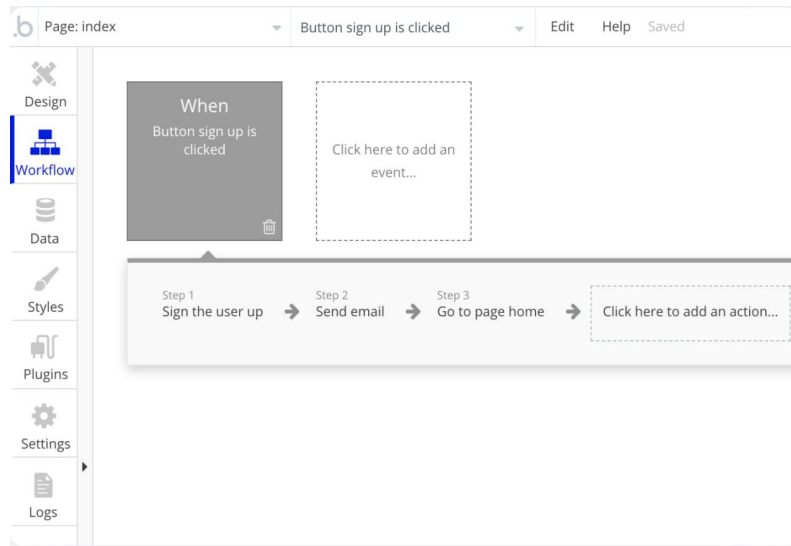 .b Page: index Button sign up is clicked Edit Help Saved
Design
Workflow
Data
Styles
Plugins
Settings
Logs
When
Button sign up is
clicked
Click here to add an
event...
Step 1
Sign the user up
Step 2
Send email
Step 3
Go to page home
Click here to add an action...